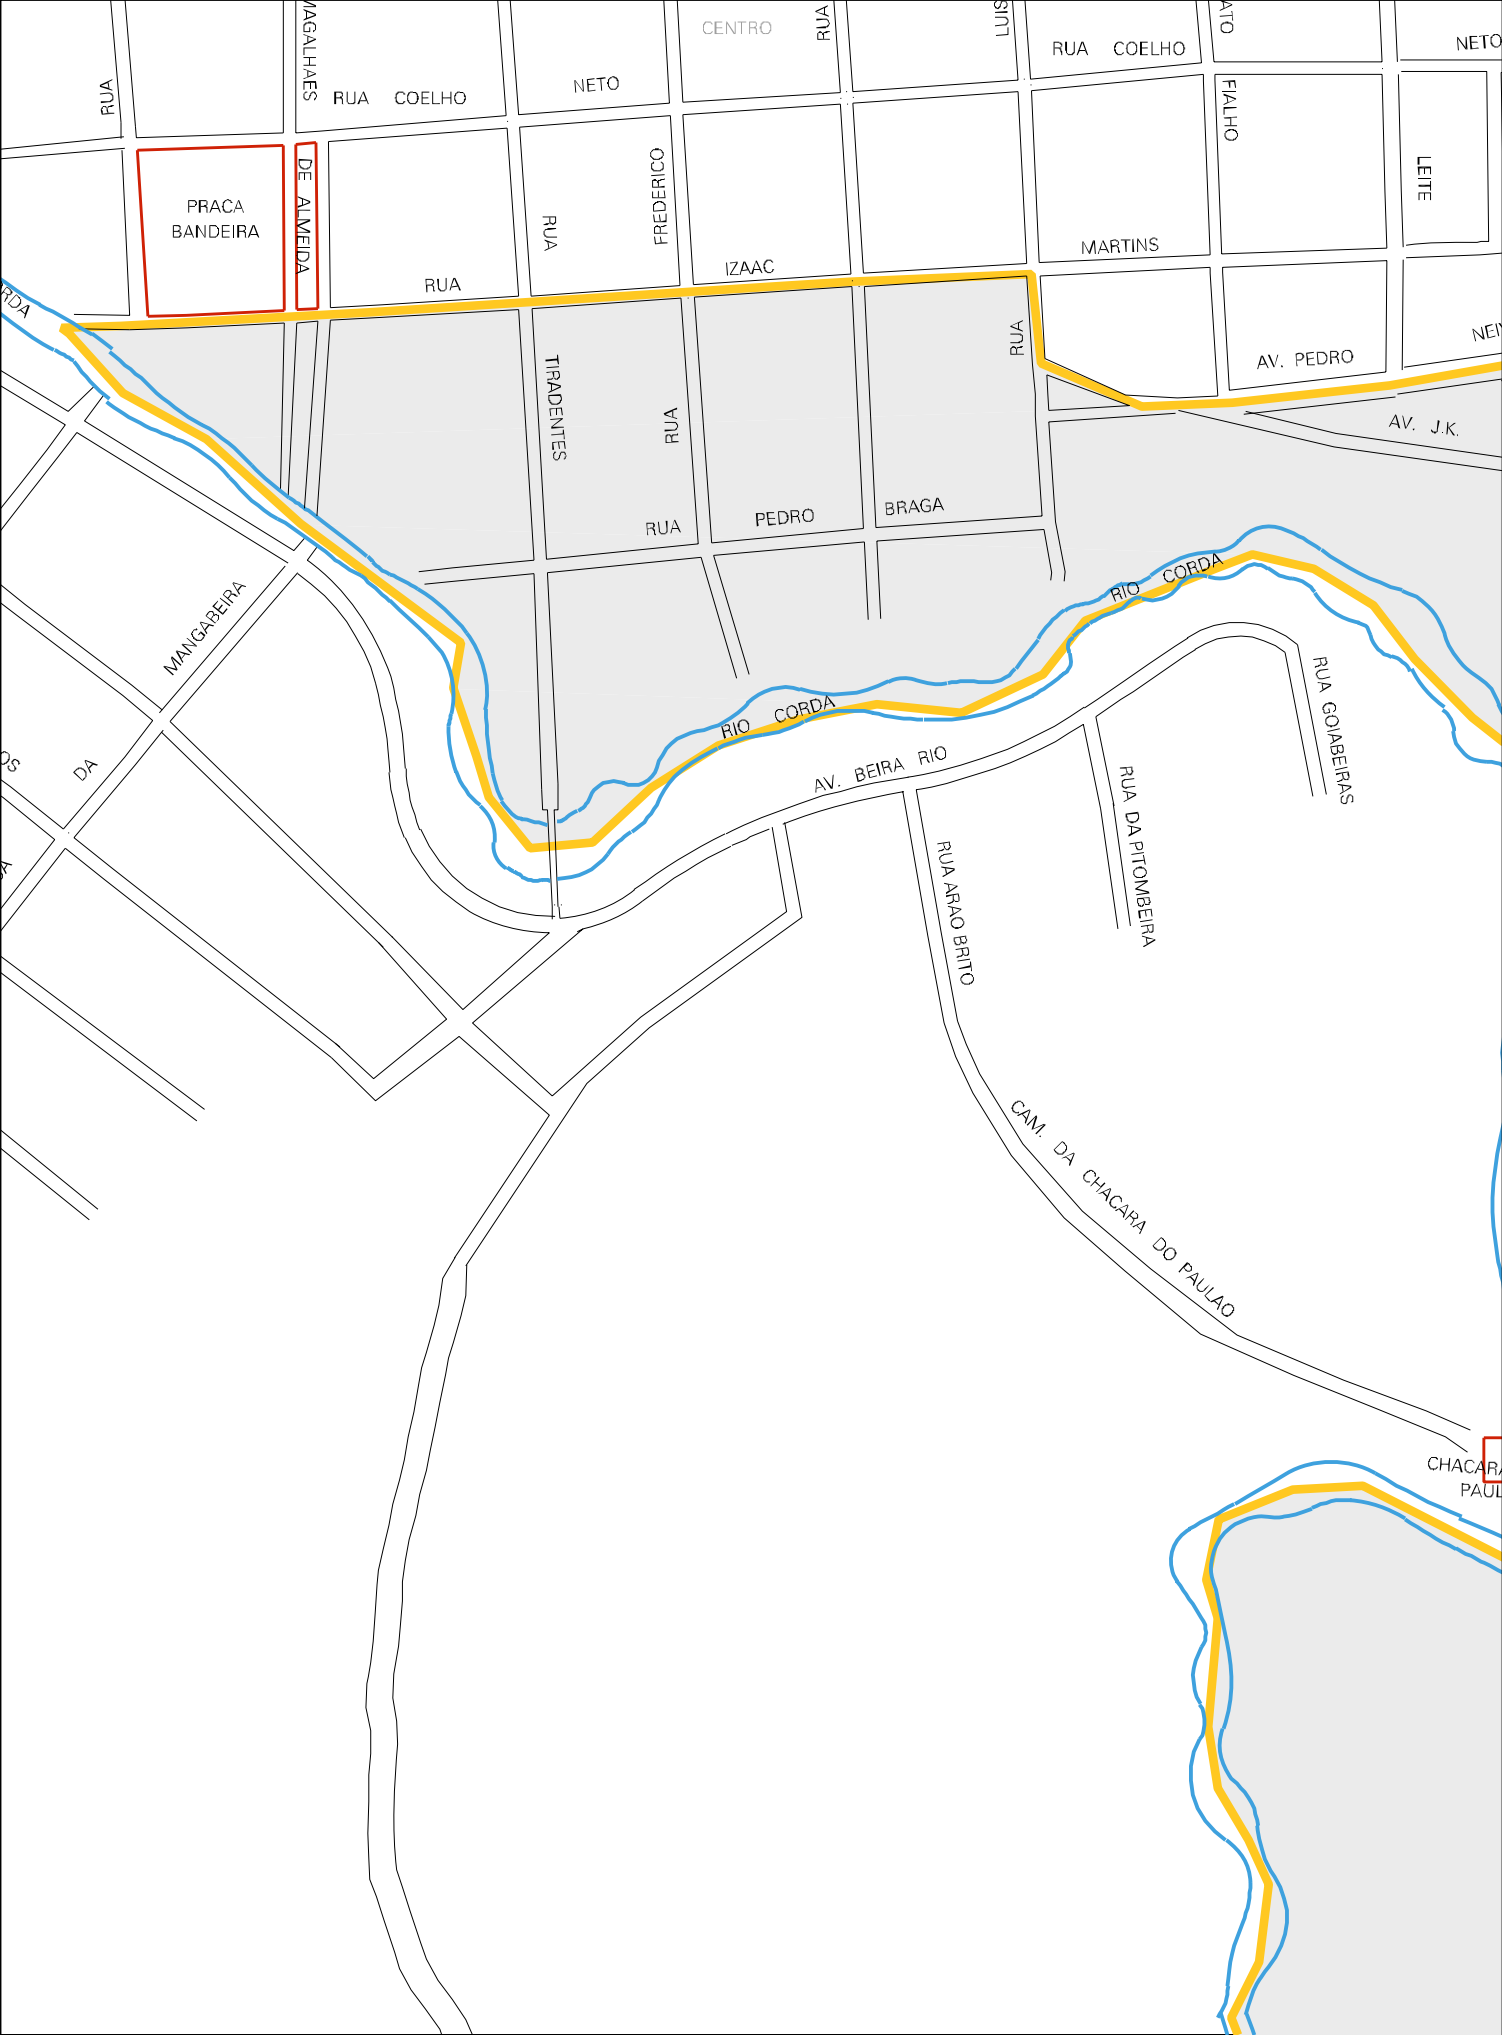 MAGALHAES
RUA
LUIS
ATO
CENTRO
RUA COELHO
NETO
RUA
RUA COELHO
NETO
FIALHO
DE ALMEIDA
FREDERICO
LEITE
PRACA
BANDEIRA
RUA
MARTINS
IZAAC
RUA
ORDA
RUA
NEI
AV. PEDRO
TIRADENTES
RUA
AV. J.K.
BRAGA
PEDRO
RUA
RIO CORDA
MANGABEIRA
DA
OS
RIO CORDA
RUA GOIABEIRAS
AV. BEIRA RIO
RUA DA PITOMBEIRA
RUA ARAO BRITO
CAM. DA CHACARA DO PAULAO
CHACARA
PAUL